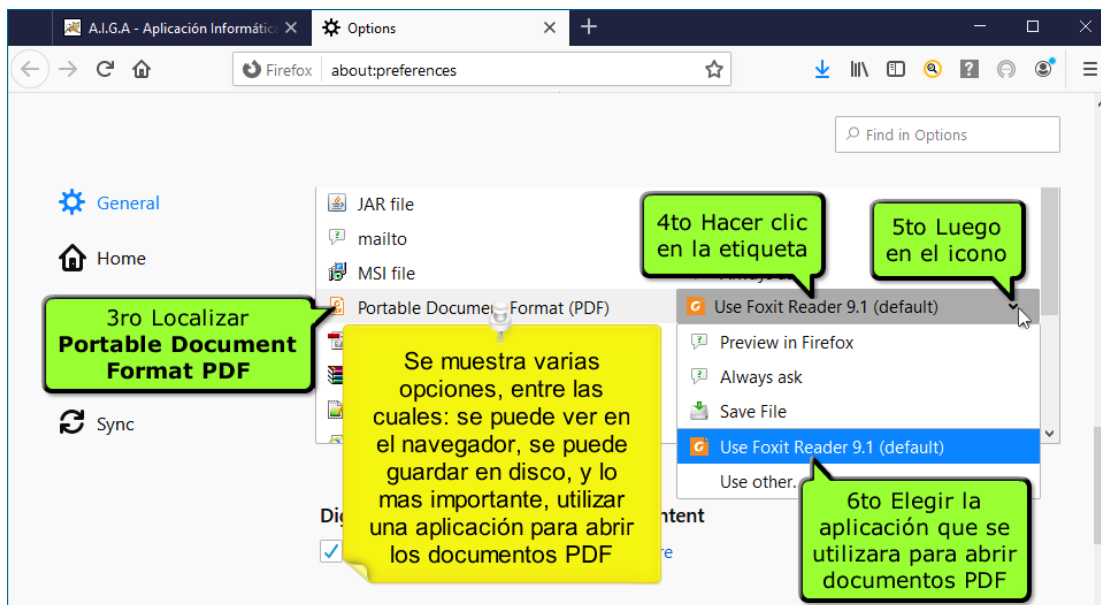 A.I.G.A - Aplicación Informátic
Options
Firefox
about:preferences
Find in Options
General
Home
Sync
JAR file
mailto
MSI file
Portable Document Format (PDF)
4to Hacer clic
en la etiqueta
5to Luego
en el icono
3ro Localizar
Portable Document
Format PDF
Use Foxit Reader 9.1 (default)
Preview in Firefox
Always ask
Save File
Use Foxit Reader 9.1 (default)
Use other..
Se muestra varias
opciones, entre las
cuales: se puede ver en
el navegador, se puede
guardar en disco, y lo
mas importante, utilizar
una aplicación para abrir
los documentos PDF
6to Elegir la
aplicación que se
utilizara para abrir
documentos PDF